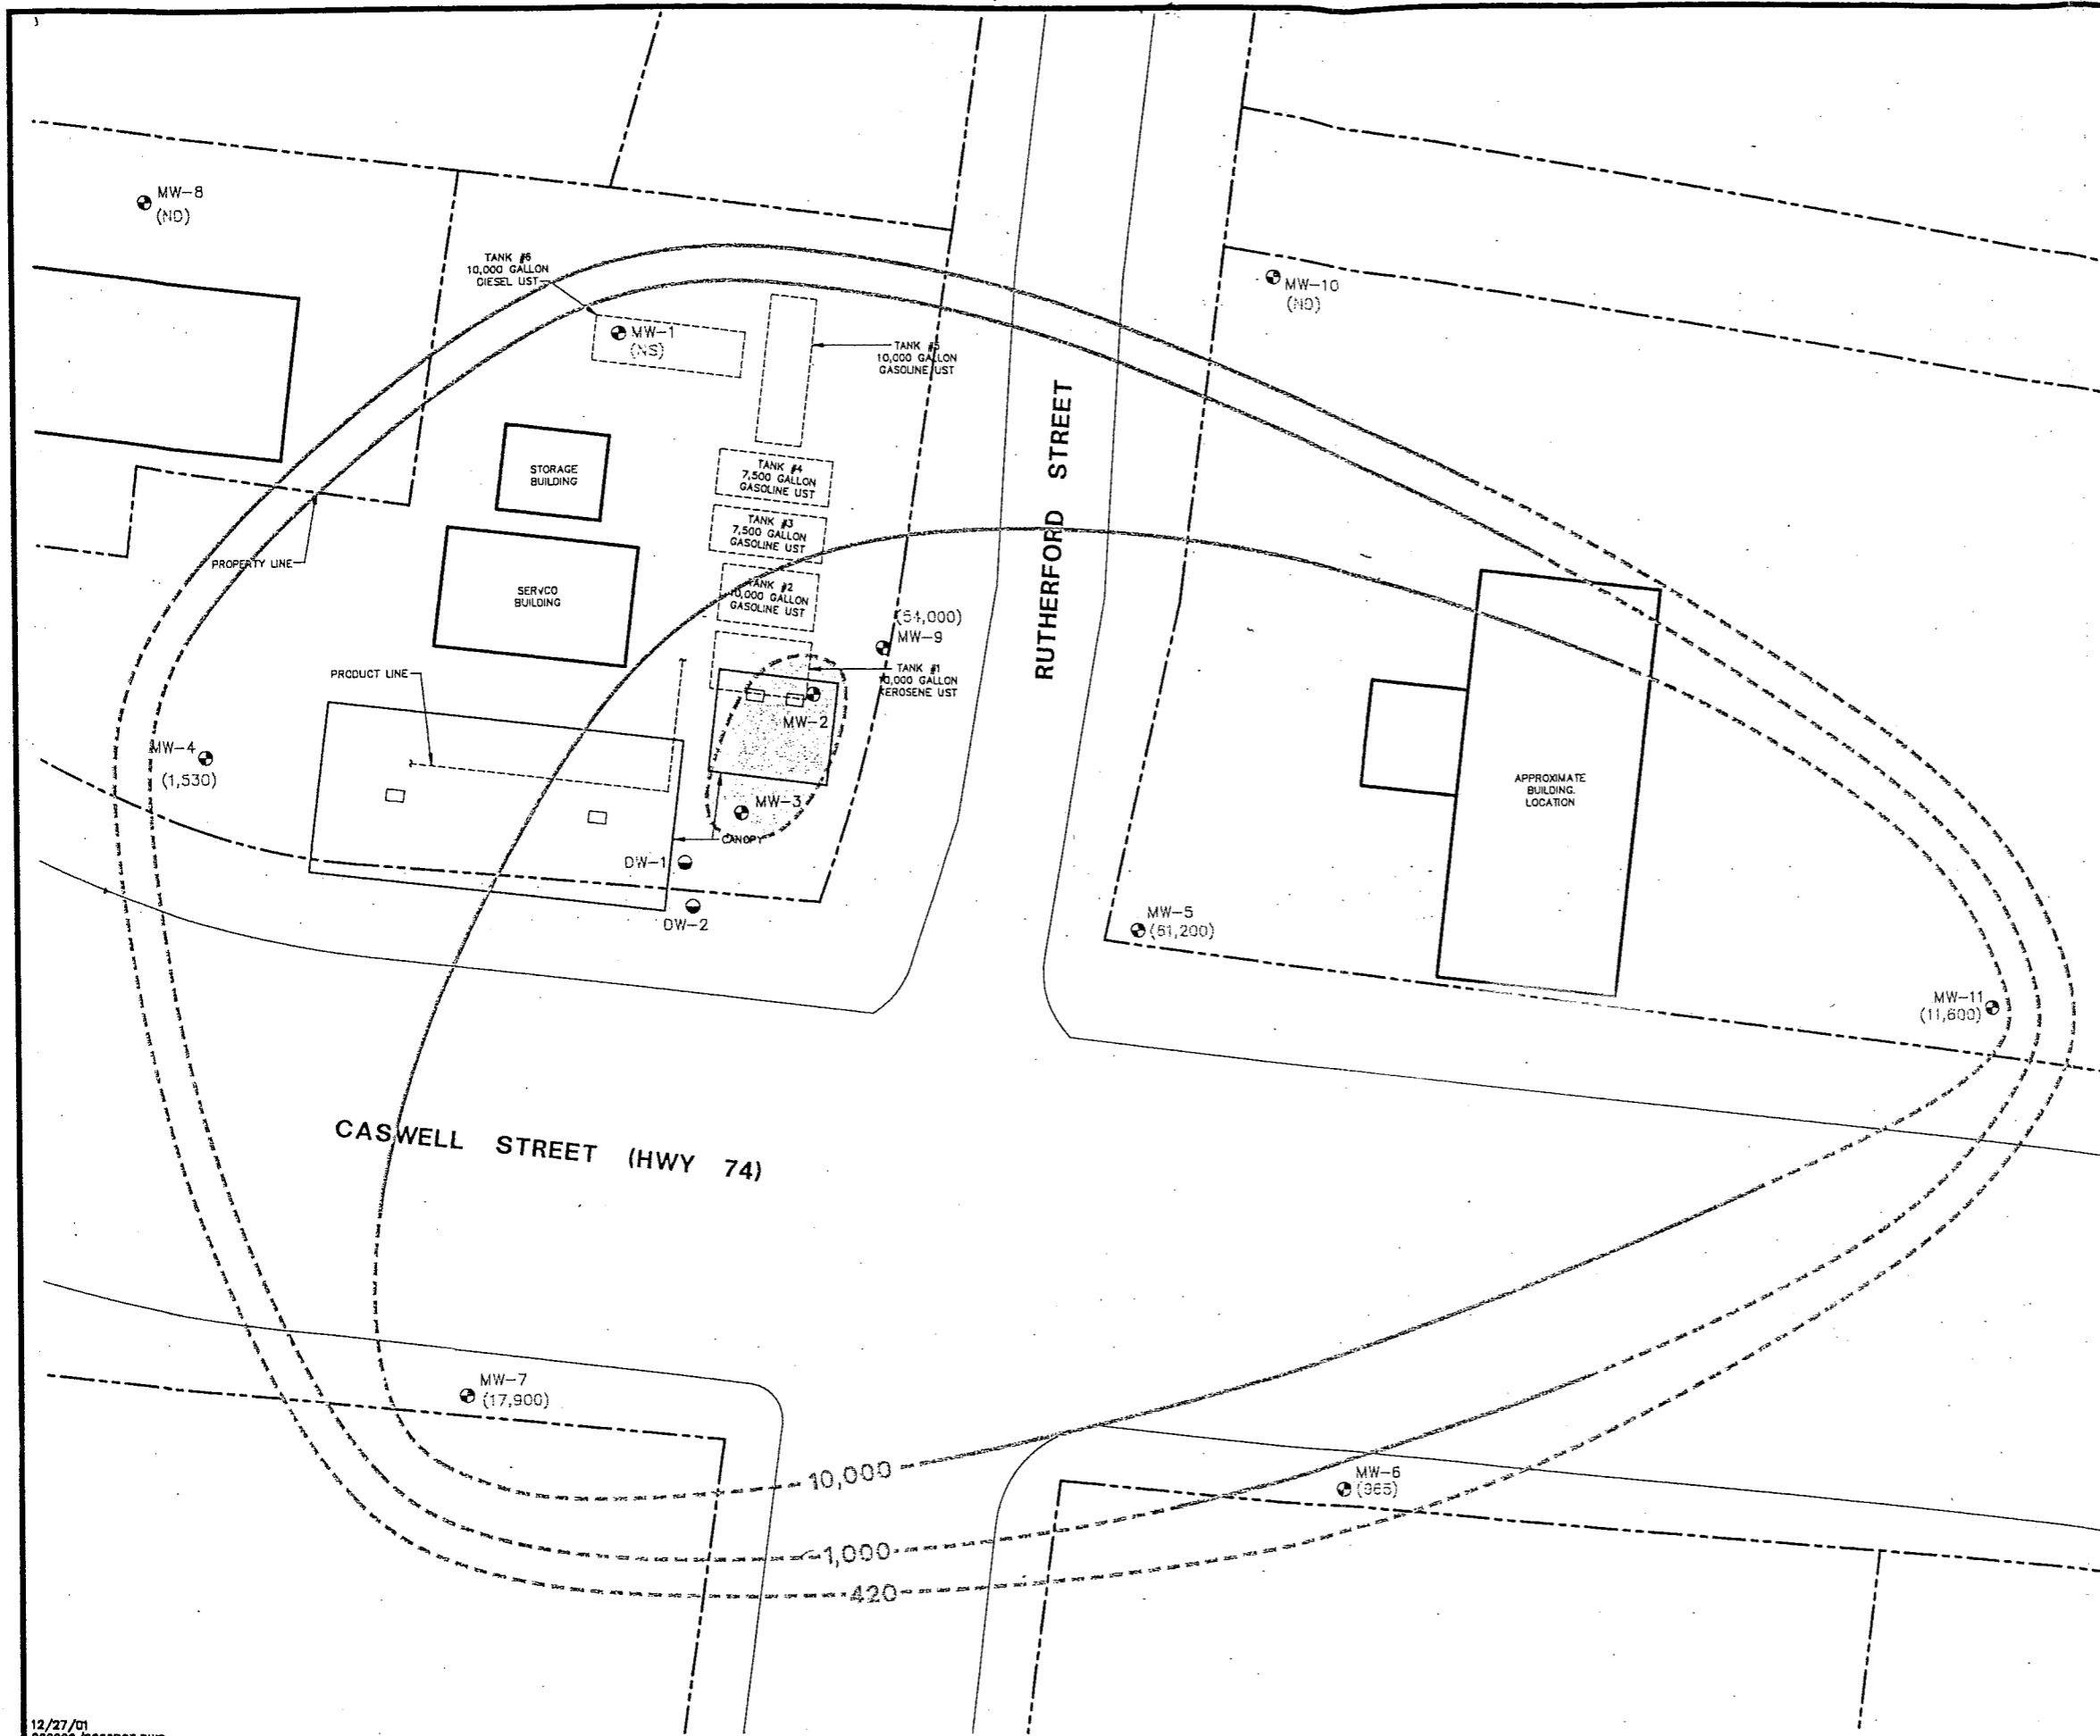 MW-8
(ND)
TANK #6
10,000 GALLON
DIESEL UST
MW-10
(ND)
MW-1
(NS)
TANK #5
10,000 GALLON
GASOLINE UST
RUTHERFORD STREET
STORAGE
BUILDING
TANK #4
7,500 GALLON
GASOLINE UST
TANK #3
7,500 GALLON
GASOLINE UST
PROPERTY LINE
SERVCO
BUILDING
TANK #2
10,000 GALLON
GASOLINE UST
(54,000)
MW-9
PRODUCT LINE
TANK #1
10,000 GALLON
KEROSENE UST
MW-2
MW-4
(1,530)
MW-3
CANOPY
APPROXIMATE
BUILDING
LOCATION
DW-1
DW-2
MW-5
(61,200)
MW-11
(11,600)
CASWELL STREET (HWY 74)
MW-7
(17,900)
10,000
MW-6
1,000
420
12/27/01